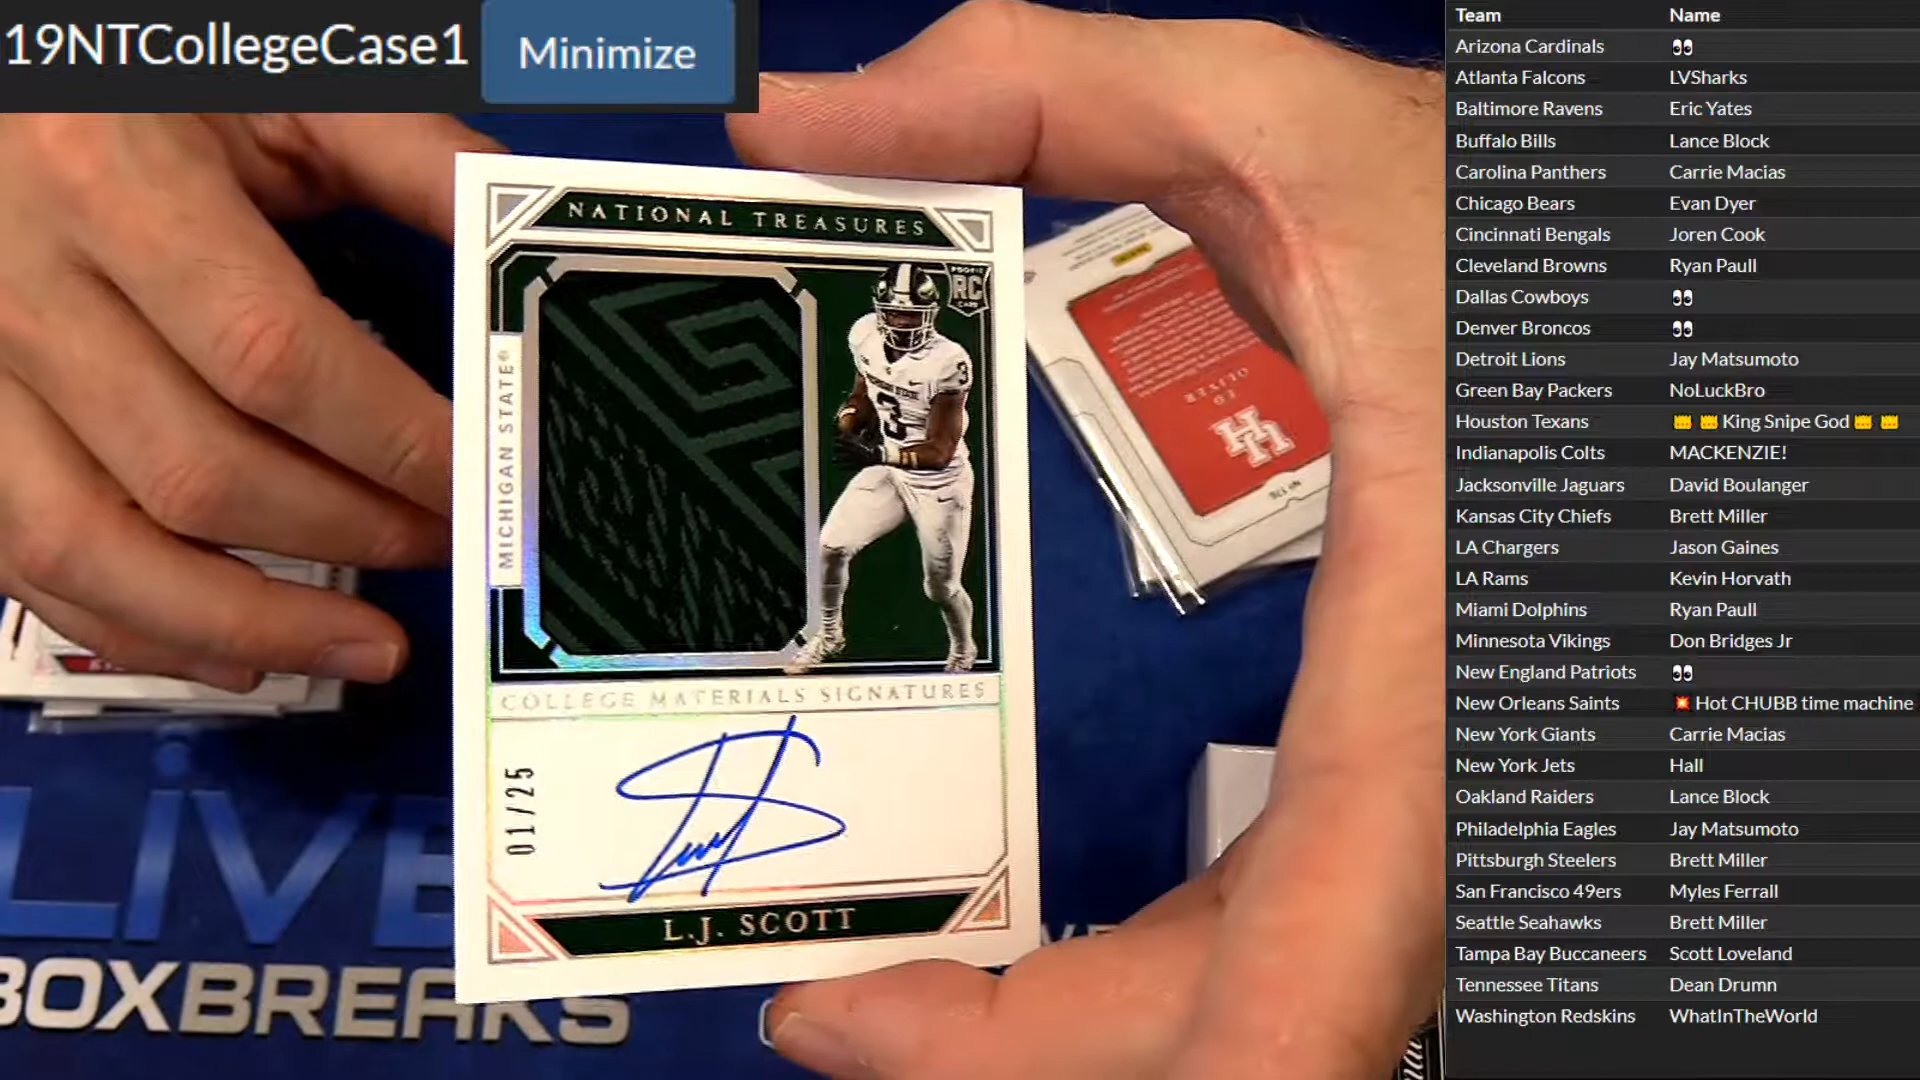 19NTCollegeCase1
Minimize
NATIONAL TREASURES
ROOKIE
RC
CARD
MICHIGAN STATE®
3
3
COLLEGE MATERIALS SIGNATURES
01/25
L.J. SCOTT
ED
OLIVER
LIVE
BOXBREAKS
Team Name
Arizona Cardinals 👀
Atlanta Falcons LVSharks
Baltimore Ravens Eric Yates
Buffalo Bills Lance Block
Carolina Panthers Carrie Macias
Chicago Bears Evan Dyer
Cincinnati Bengals Joren Cook
Cleveland Browns Ryan Paull
Dallas Cowboys 👀
Denver Broncos 👀
Detroit Lions Jay Matsumoto
Green Bay Packers NoLuckBro
Houston Texans 👑 👑 King Snipe God 👑 👑
Indianapolis Colts MACKENZIE!
Jacksonville Jaguars David Boulanger
Kansas City Chiefs Brett Miller
LA Chargers Jason Gaines
LA Rams Kevin Horvath
Miami Dolphins Ryan Paull
Minnesota Vikings Don Bridges Jr
New England Patriots 👀
New Orleans Saints 💥 Hot CHUBB time machine
New York Giants Carrie Macias
New York Jets Hall
Oakland Raiders Lance Block
Philadelphia Eagles Jay Matsumoto
Pittsburgh Steelers Brett Miller
San Francisco 49ers Myles Ferrall
Seattle Seahawks Brett Miller
Tampa Bay Buccaneers Scott Loveland
Tennessee Titans Dean Drumn
Washington Redskins WhatInTheWorld